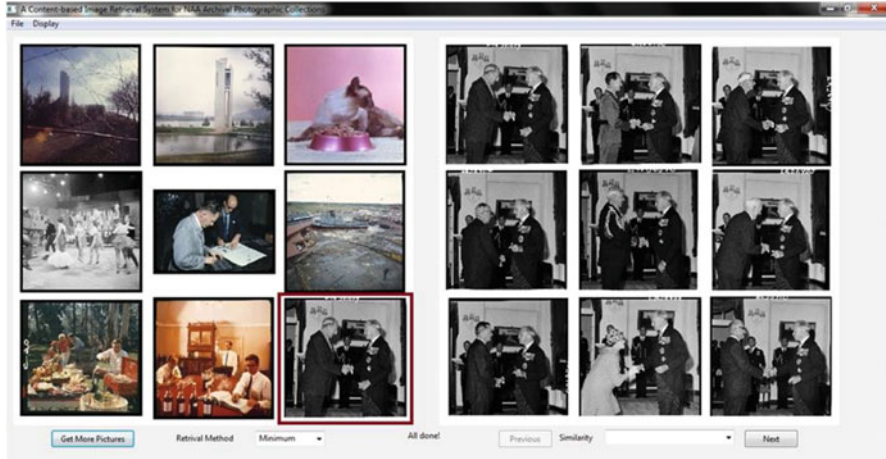 A Content-based Image Retrieval System for NAA Archival Photographic Collections
File Display
Get More Pictures Retrival Method Minimum All done! Previous Similarity Next